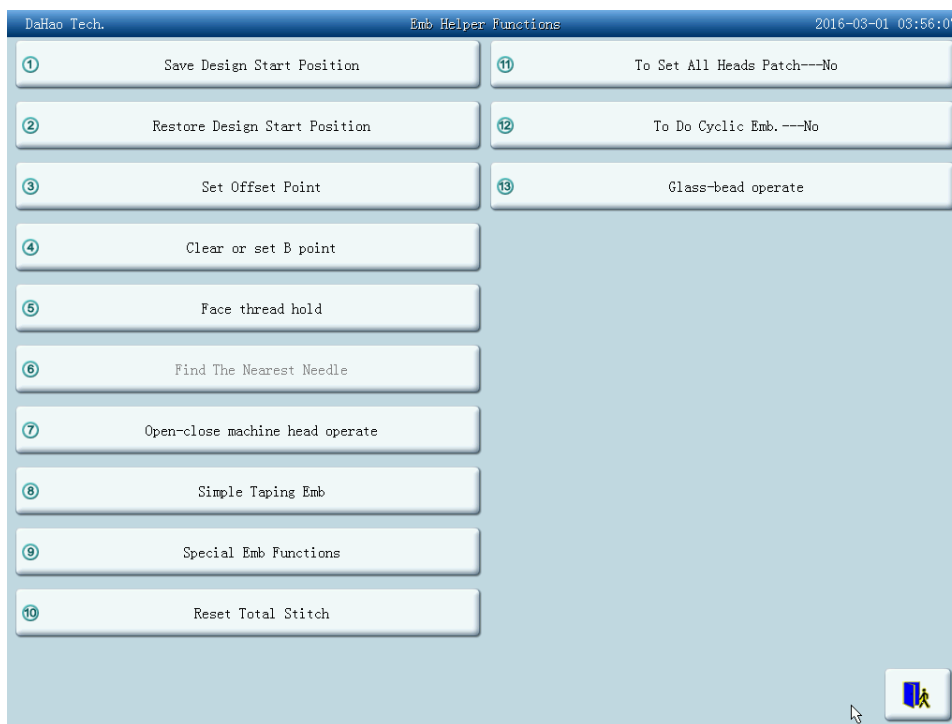 DaHao Tech. Emb Helper Functions 2016-03-01 03:56:0
① Save Design Start Position
② Restore Design Start Position
③ Set Offset Point
④ Clear or set B point
⑤ Face thread hold
⑥ Find The Nearest Needle
⑦ Open-close machine head operate
⑧ Simple Taping Emb
⑨ Special Emb Functions
⑩ Reset Total Stitch
⑪ To Set All Heads Patch---No
⑫ To Do Cyclic Emb.---No
⑬ Glass-bead operate